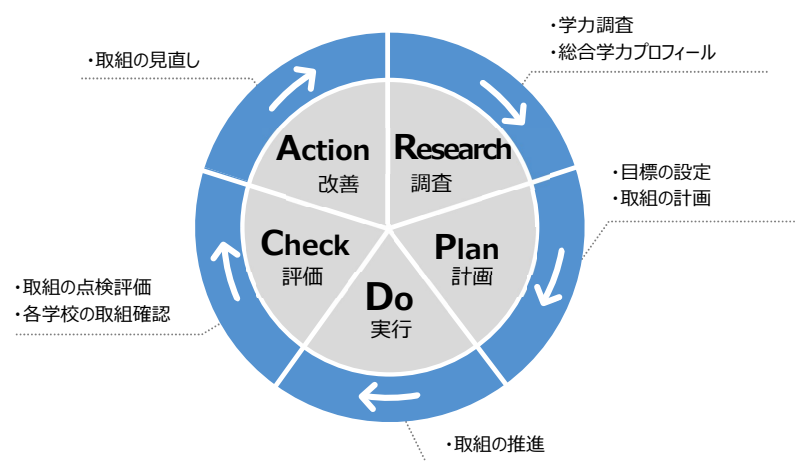 ・学力調査
・総合学力プロフィール
・取組の見直し
Action
改善
Research
調査
・目標の設定
・取組の計画
Check
評価
Plan
計画
Do
実行
・取組の点検評価
・各学校の取組確認
・取組の推進